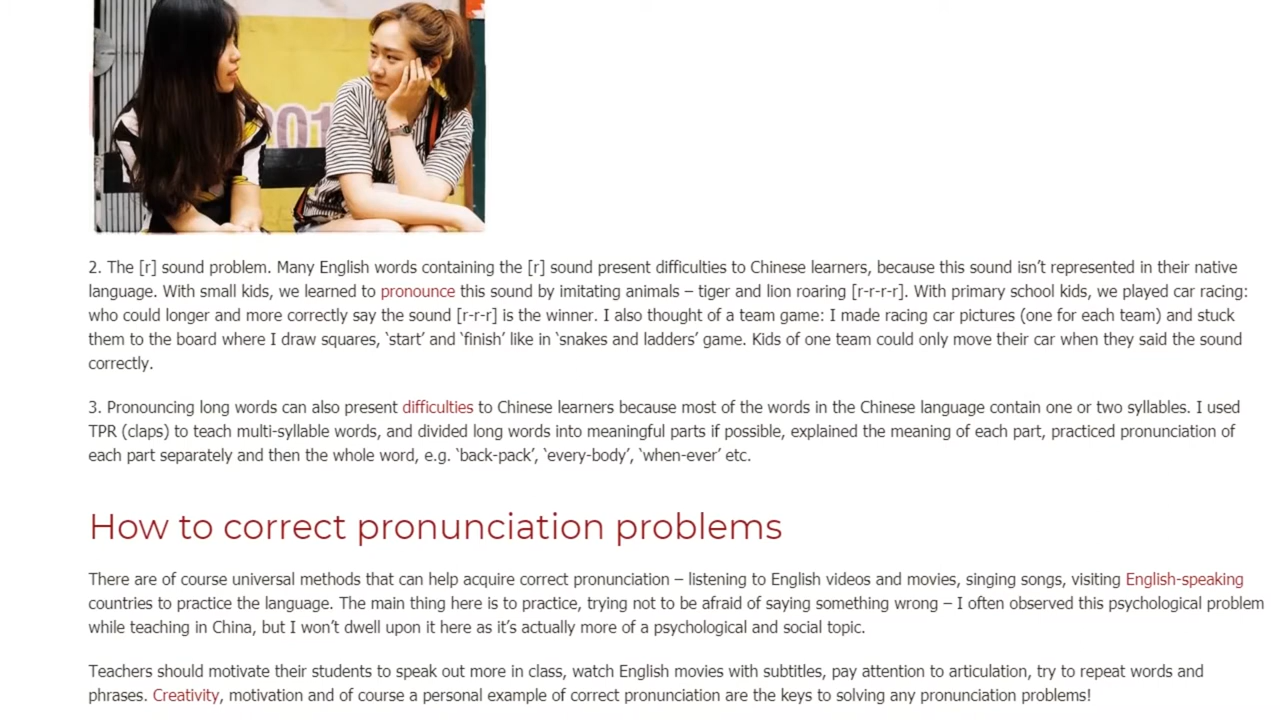 201
2. The [r] sound problem. Many English words containing the [r] sound present difficulties to Chinese learners, because this sound isn’t represented in their native
language. With small kids, we learned to pronounce this sound by imitating animals – tiger and lion roaring [r-r-r-r]. With primary school kids, we played car racing:
who could longer and more correctly say the sound [r-r-r] is the winner. I also thought of a team game: I made racing car pictures (one for each team) and stuck
them to the board where I draw squares, ‘start’ and ‘finish’ like in ‘snakes and ladders’ game. Kids of one team could only move their car when they said the sound
correctly.
3. Pronouncing long words can also present difficulties to Chinese learners because most of the words in the Chinese language contain one or two syllables. I used
TPR (claps) to teach multi-syllable words, and divided long words into meaningful parts if possible, explained the meaning of each part, practiced pronunciation of
each part separately and then the whole word, e.g. ‘back-pack’, ‘every-body’, ‘when-ever’ etc.
How to correct pronunciation problems
There are of course universal methods that can help acquire correct pronunciation – listening to English videos and movies, singing songs, visiting English-speaking
countries to practice the language. The main thing here is to practice, trying not to be afraid of saying something wrong – I often observed this psychological problem
while teaching in China, but I won’t dwell upon it here as it’s actually more of a psychological and social topic.
Teachers should motivate their students to speak out more in class, watch English movies with subtitles, pay attention to articulation, try to repeat words and
phrases. Creativity, motivation and of course a personal example of correct pronunciation are the keys to solving any pronunciation problems!